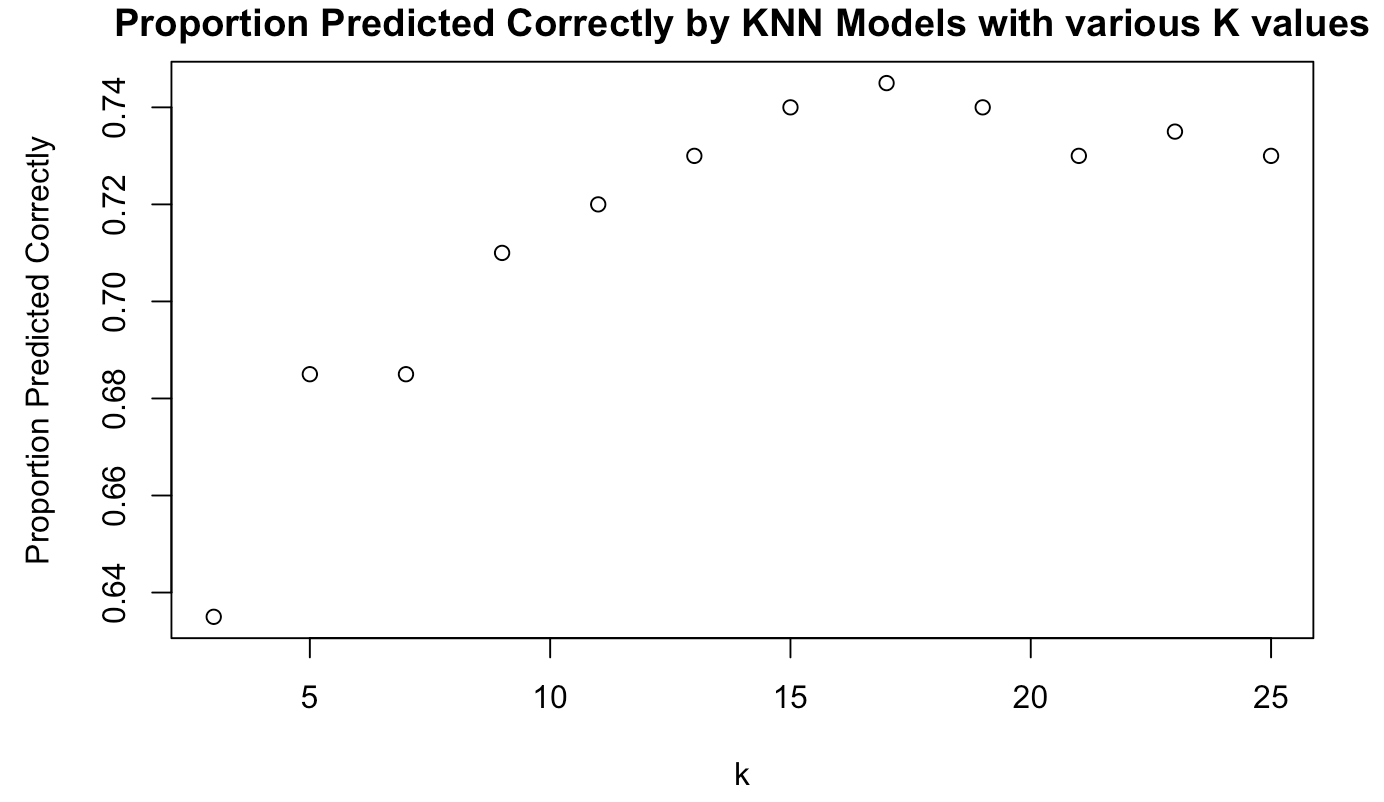 Proportion Predicted Correctly by KNN Models with various K values
Proportion Predicted Correctly
0.74
0.72
0.70
0.68
0.66
0.64
5 10 15 20 25
k